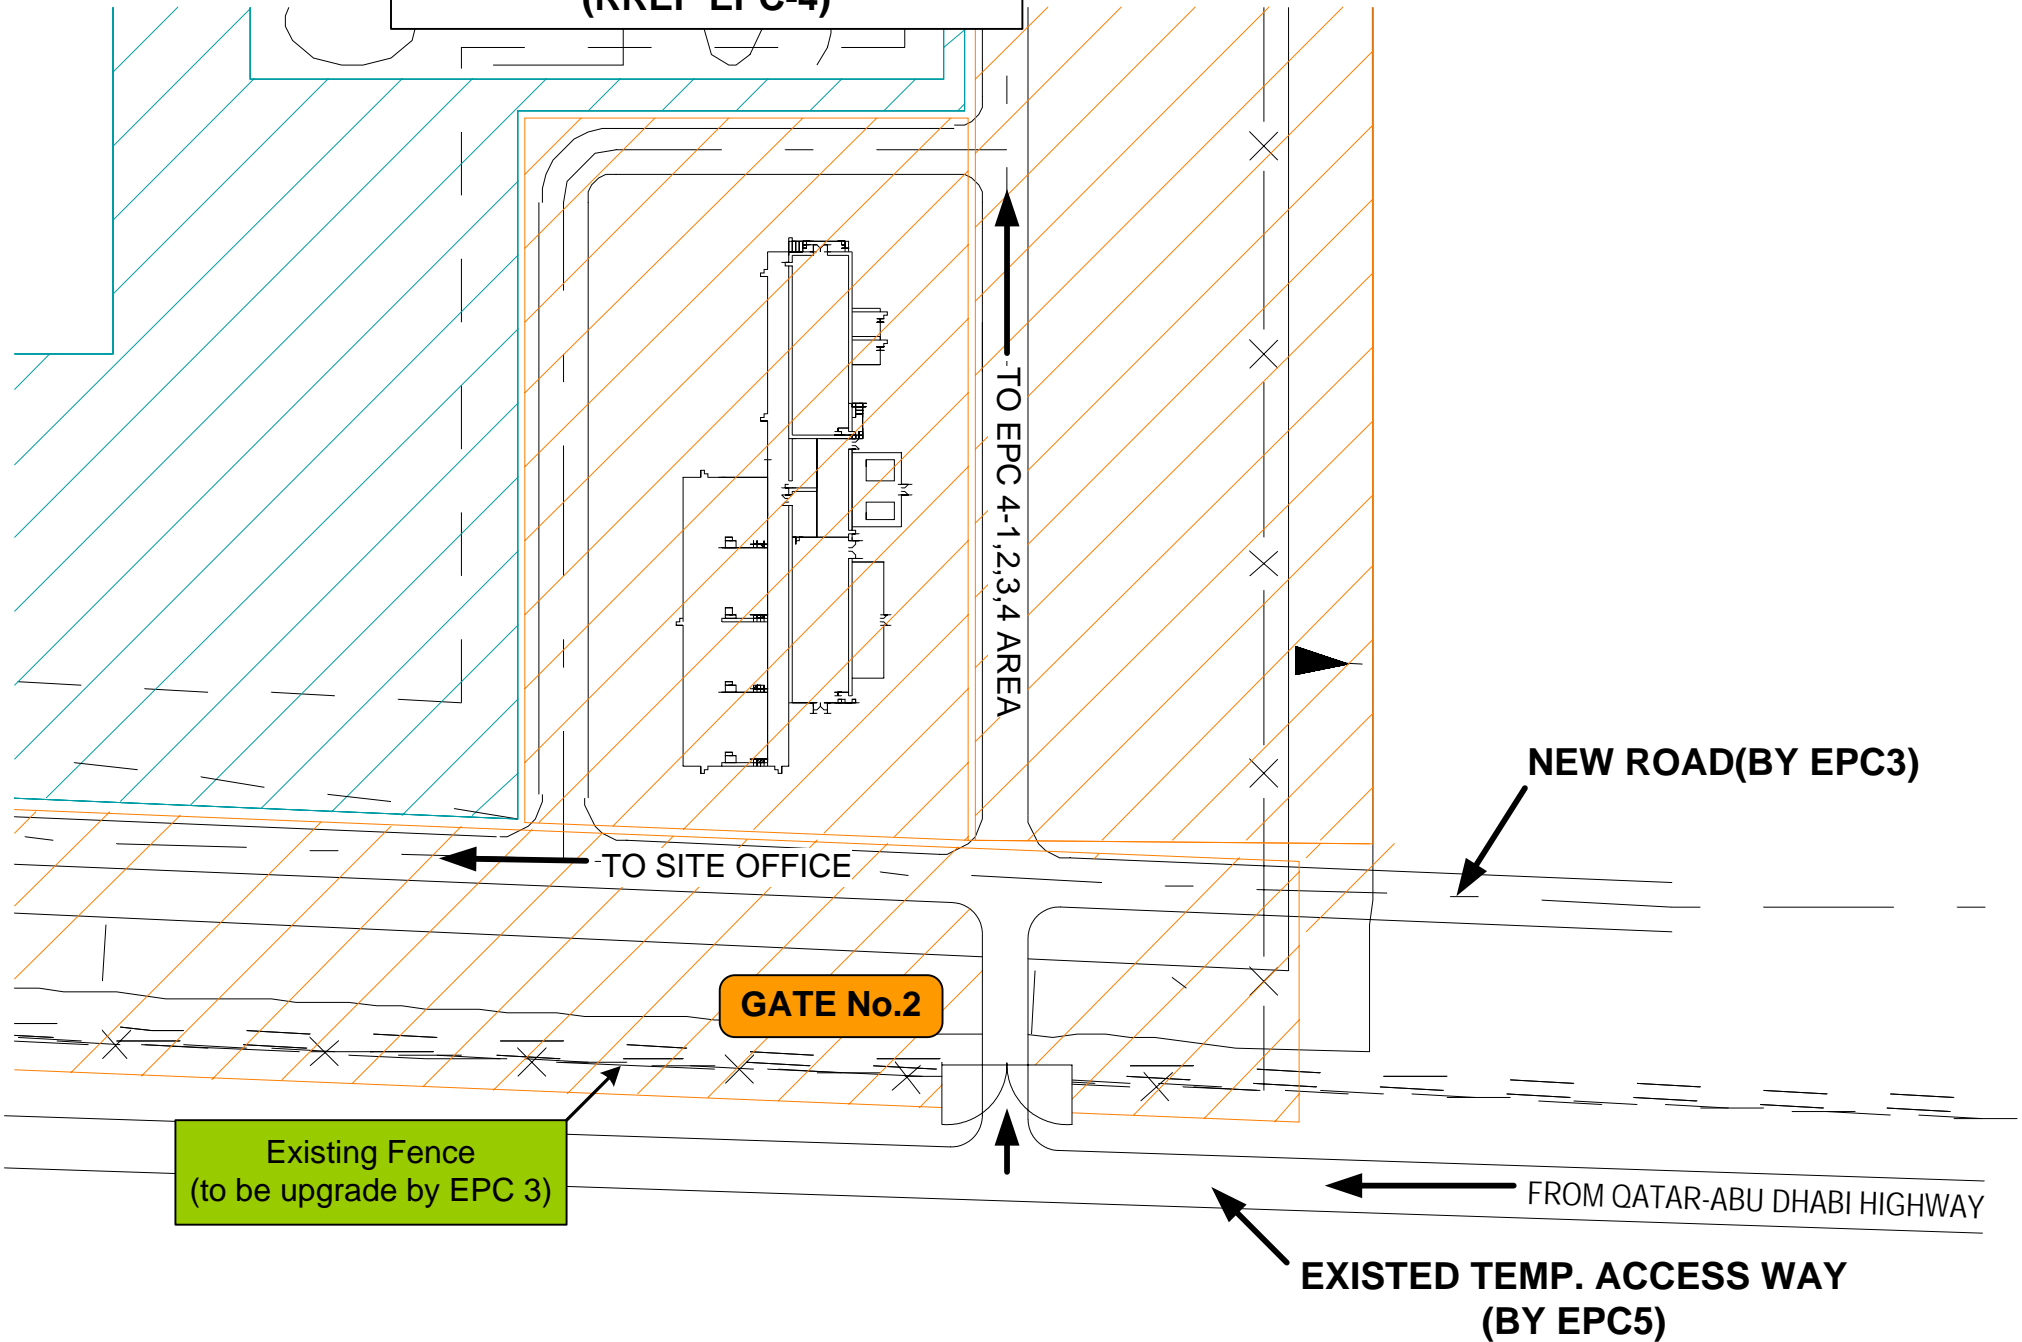 TO EPC 4-1,2,3,4 AREA
NEW ROAD(BY EPC3)
TO SITE OFFICE
GATE No.2
Existing Fence
(to be upgrade by EPC 3)
FROM QATAR-ABU DHABI HIGHWAY
EXISTED TEMP. ACCESS WAY
(BY EPC5)